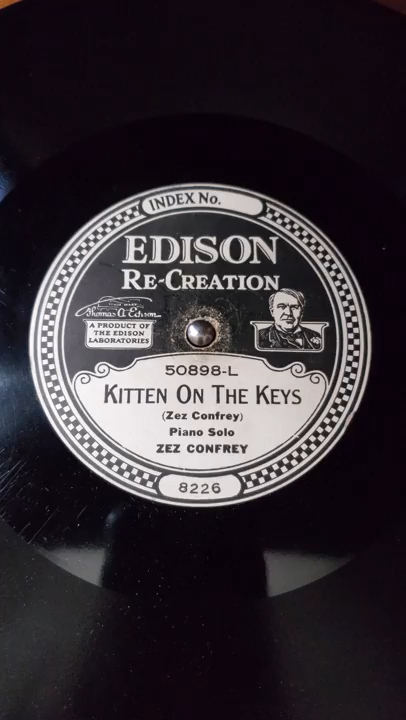 INDEX No.
EDISON
RE-CREATION
Thomas A. Edison
A PRODUCT OF
THE EDISON
LABORATORIES
50898-L
KITTEN ON THE KEYS
(Zez Confrey)
Piano Solo
ZEZ CONFREY
8226